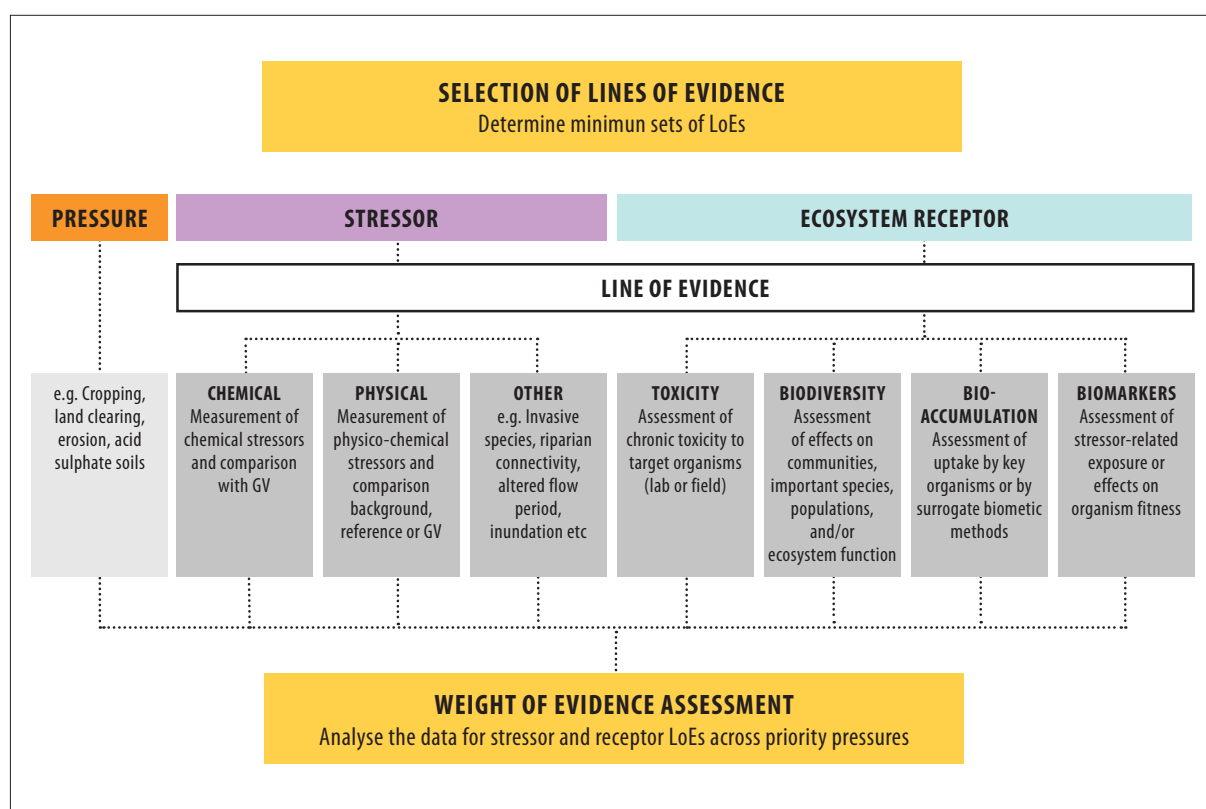 SELECTION OF LINES OF EVIDENCE
Determine minimun sets of LoEs
PRESSURE
STRESSOR
ECOSYSTEM RECEPTOR
LINE OF EVIDENCE
e.g. Cropping,
land clearing,
erosion, acid
sulphate soils
CHEMICAL
Measurement of
chemical stressors
and comparison
with GV
PHYSICAL
Measurement of
physico-chemical
stressors and
comparison
background,
reference or GV
OTHER
e.g. Invasive
species, riparian
connectivity,
altered flow
period,
inundation etc
TOXICITY
Assessment of
chronic toxicity to
target organisms
(lab or field)
BIODIVERSITY
Assessment
of effects on
communities,
important species,
populations,
and/or
ecosystem function
BIO-
ACCUMULATION
Assessment of
uptake by key
organisms or by
surrogate biometic
methods
BIOMARKERS
Assessment of
stressor-related
exposure or
effects on
organism fitness
WEIGHT OF EVIDENCE ASSESSMENT
Analyse the data for stressor and receptor LoEs across priority pressures